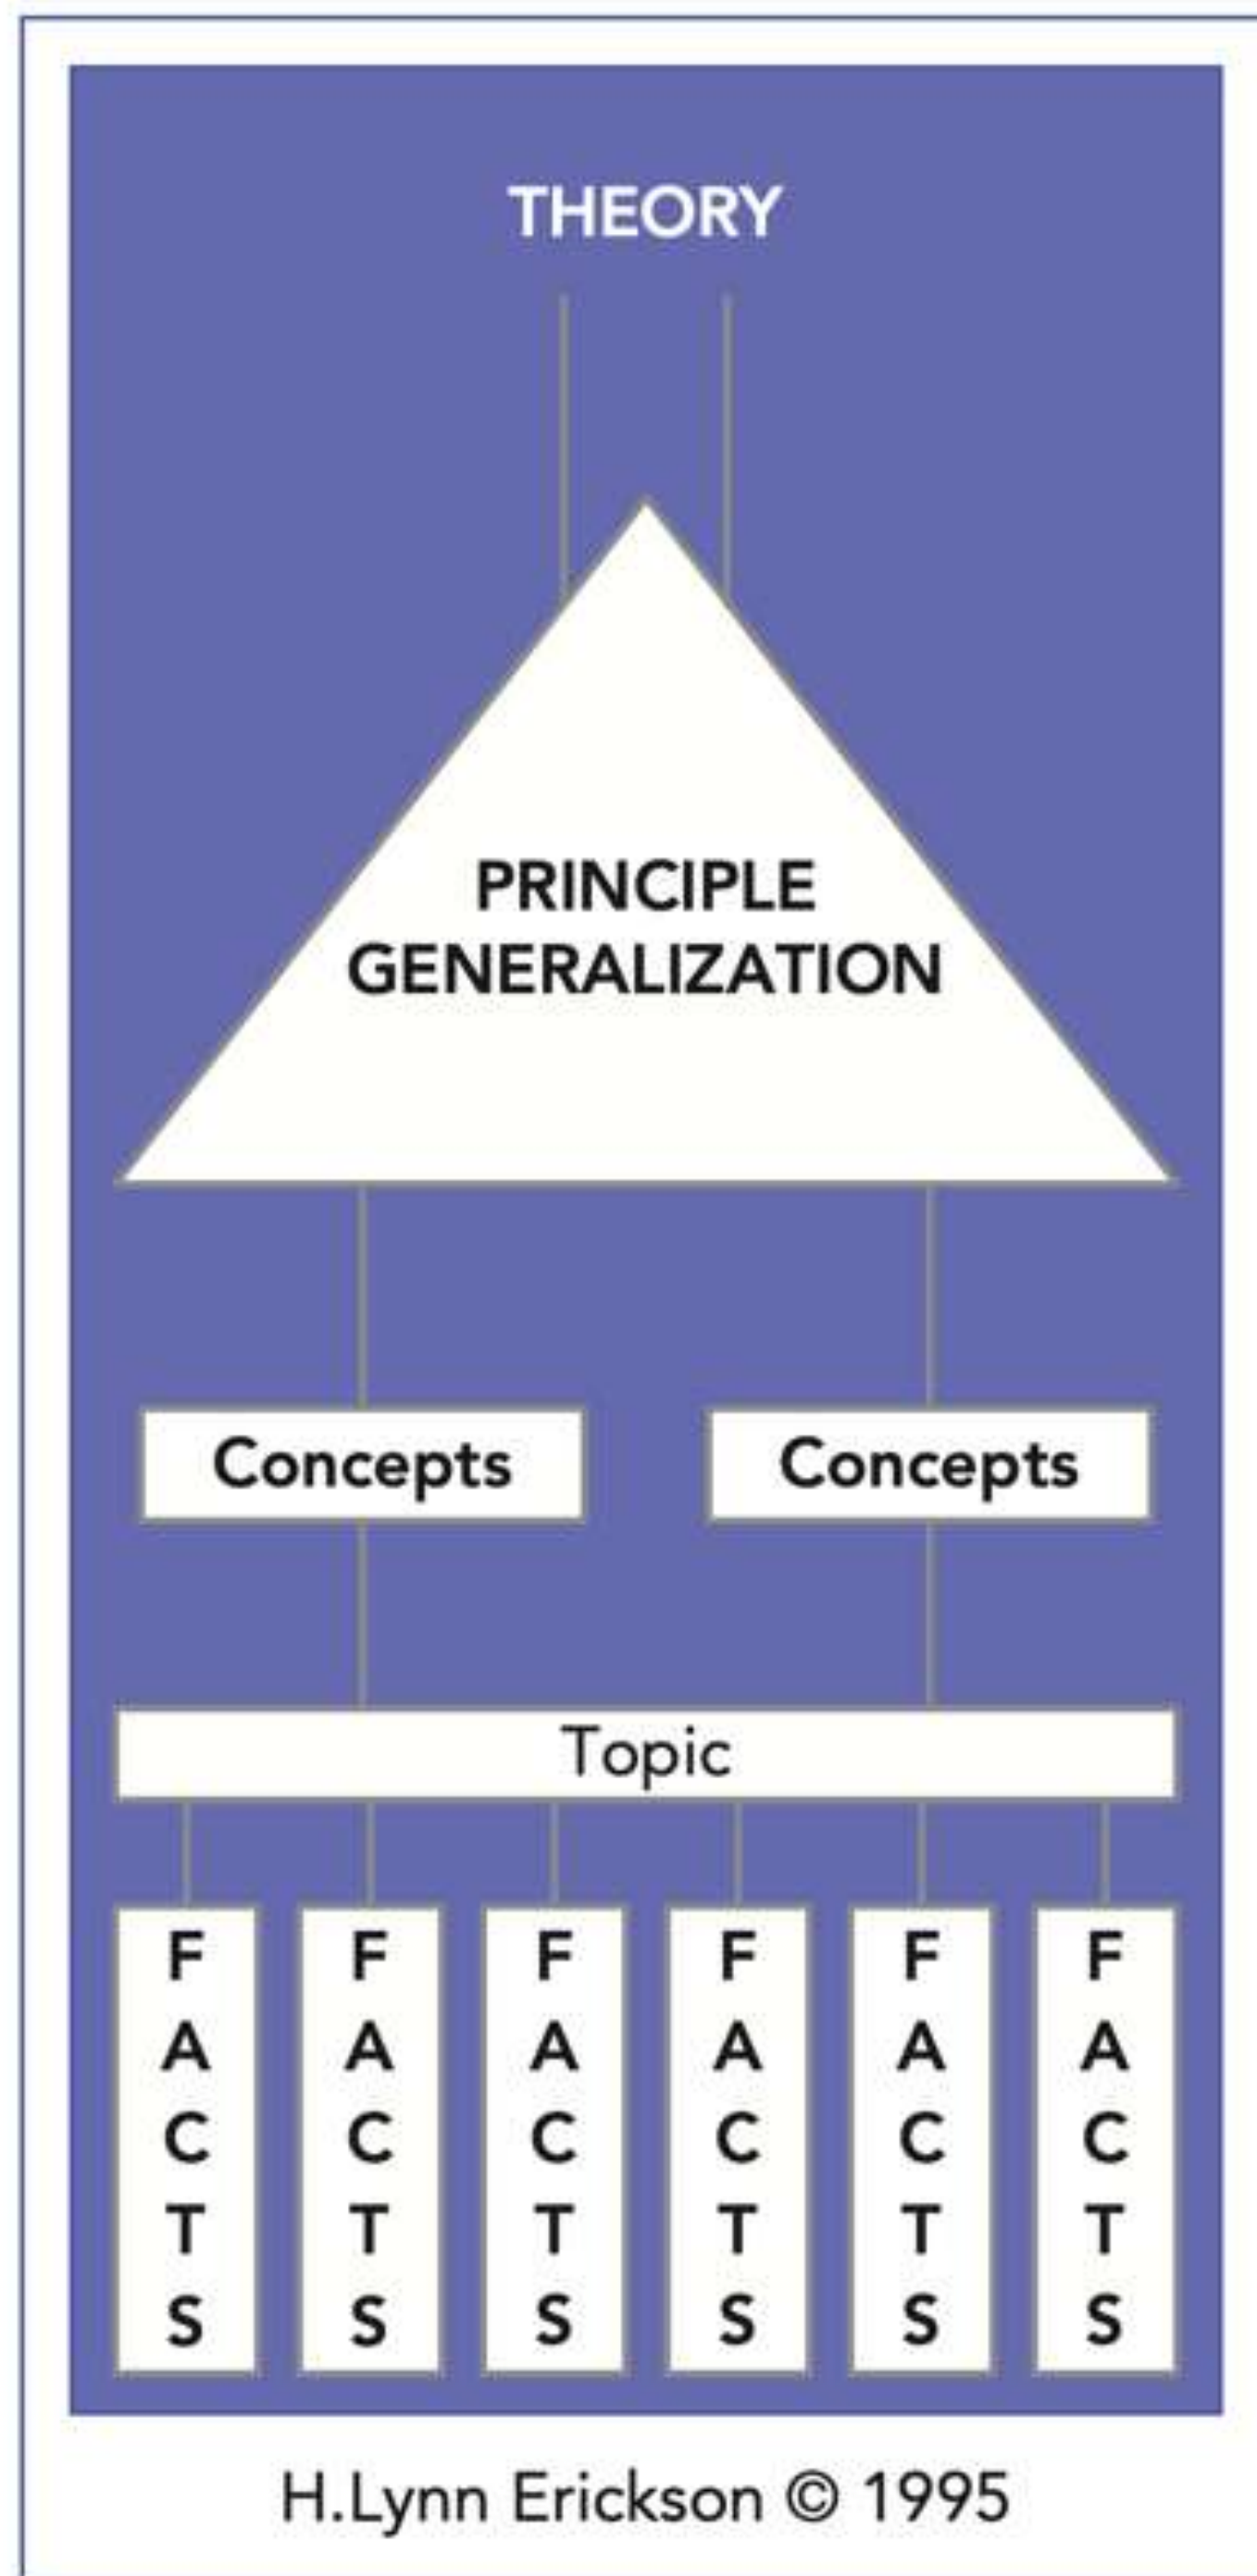 THEORY
PRINCIPLE
GENERALIZATION
Concepts Concepts
Topic
FACTS FACTS FACTS FACTS FACTS FACTS
H.Lynn Erickson © 1995